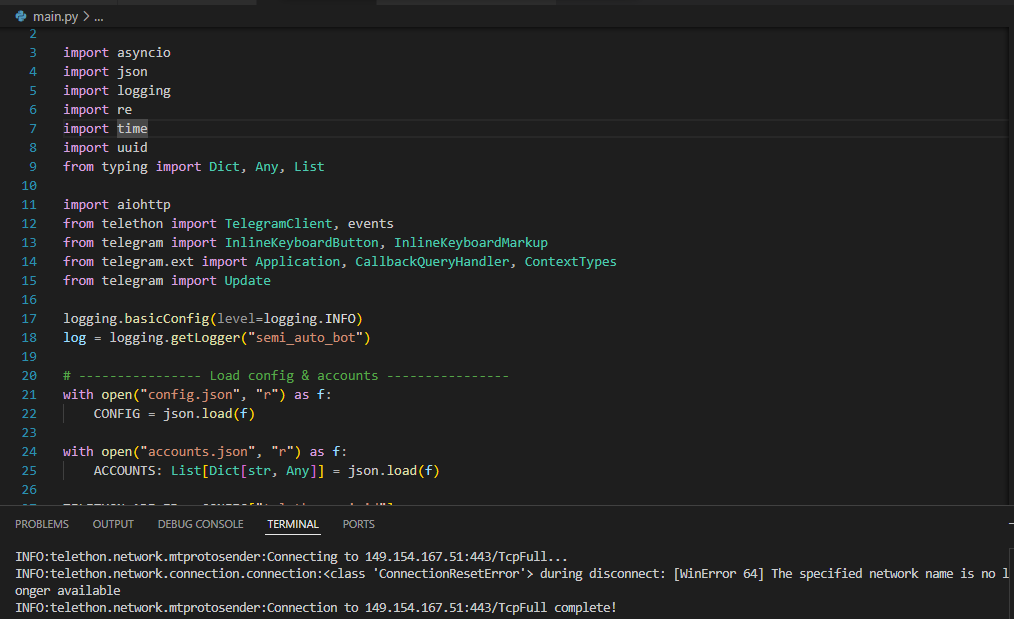 main.py > ...
2
3 import asyncio
4 import json
5 import logging
6 import re
7 import time
8 import uuid
9 from typing import Dict, Any, List
10
11 import aiohttp
12 from telethon import TelegramClient, events
13 from telegram import InlineKeyboardButton, InlineKeyboardMarkup
14 from telegram.ext import Application, CallbackQueryHandler, ContextTypes
15 from telegram import Update
16
17 logging.basicConfig(level=logging.INFO)
18 log = logging.getLogger("semi_auto_bot")
19
20 # ---------------- Load config & accounts ----------------
21 with open("config.json", "r") as f:
22     CONFIG = json.load(f)
23
24 with open("accounts.json", "r") as f:
25     ACCOUNTS: List[Dict[str, Any]] = json.load(f)
26
PROBLEMS OUTPUT DEBUG CONSOLE TERMINAL PORTS
INFO:telethon.network.mtprotosender:Connecting to 149.154.167.51:443/TcpFull...
INFO:telethon.network.connection.connection:<class 'ConnectionResetError'> during disconnect: [WinError 64] The specified network name is no l
onger available
INFO:telethon.network.mtprotosender:Connection to 149.154.167.51:443/TcpFull complete!